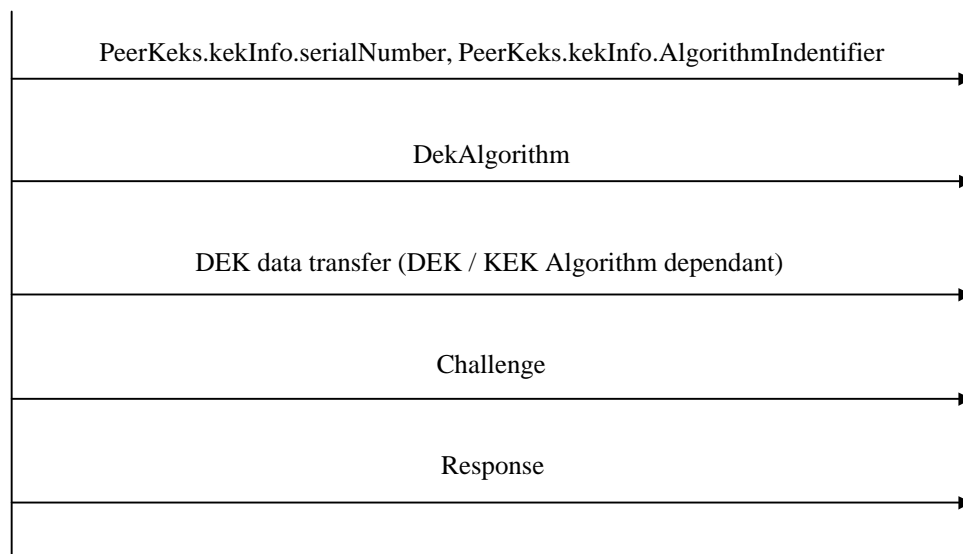 PeerKeks.kekInfo.serialNumber, PeerKeks.kekInfo.AlgorithmIndentifier
DekAlgorithm
DEK data transfer (DEK / KEK Algorithm dependant)
Challenge
Response